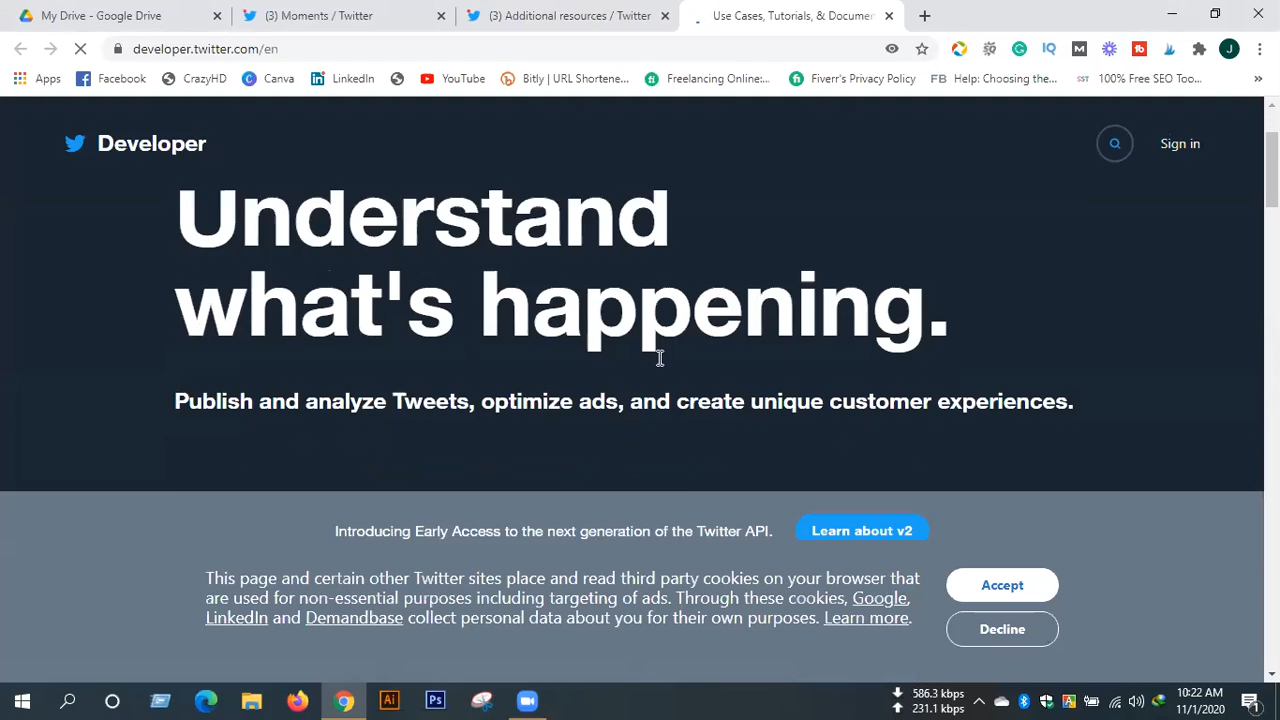 My Drive - Google Drive
(3) Moments / Twitter
(3) Additional resources / Twitter
Use Cases, Tutorials, & Documen
developer.twitter.com/en
Apps
Facebook
CrazyHD
Canva
LinkedIn
YouTube
Bitly | URL Shortene...
Freelancing Online:...
Fiverr's Privacy Policy
FB Help: Choosing the...
SST 100% Free SEO Too...
Developer
Sign in
Understand
what's happening.
Publish and analyze Tweets, optimize ads, and create unique customer experiences.
Introducing Early Access to the next generation of the Twitter API.
Learn about v2
This page and certain other Twitter sites place and read third party cookies on your browser that
are used for non-essential purposes including targeting of ads. Through these cookies, Google,
LinkedIn and Demandbase collect personal data about you for their own purposes. Learn more.
Accept
Decline
586.3 kbps
231.1 kbps
10:22 AM
11/1/2020